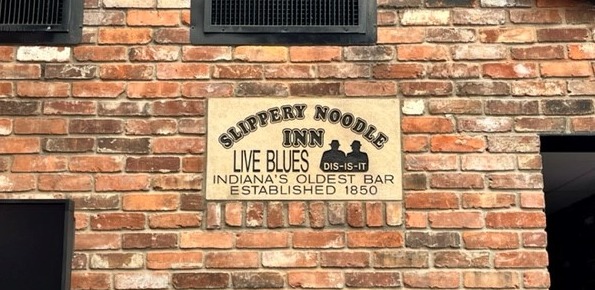 SLIPPERY NOODLE
INN
LIVE BLUES
DIS-IS-IT
INDIANA'S OLDEST BAR
ESTABLISHED 1850